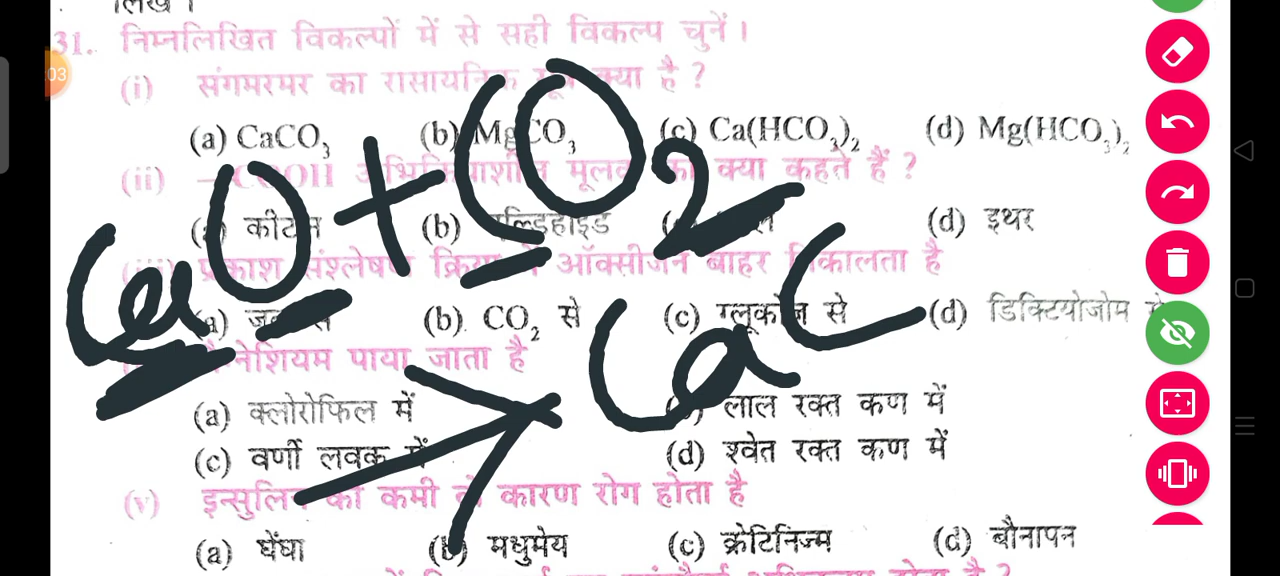 31. निम्नलिखित विकल्पों में से सही विकल्प चुनें।
(i) संगमरमर का रासायनिक क्या है ?
(a) CaCO₃ (b) MgCO₃ (c) Ca(HCO₃)₂ (d) Mg(HCO₃)₂
(ii) क्या कहते हैं ?
(b) (d) इथर
प्रकाश संश्लेषण ऑक्सीजन बाहर निकालता है
(b) CO₂ से (c) ग्लूकोज से (d) डिक्टियोजोम
पाया जाता है
(a) क्लोरोफिल में लाल रक्त कण में
(c) वर्णी लवक में (d) श्वेत रक्त कण में
(v) इन्सुलिन की कमी के कारण रोग होता है
(a) घेंघा (b) मधुमेय (c) क्रेटिनिज्म (d) बौनापन
CaO + CO₂
→ CaC
03